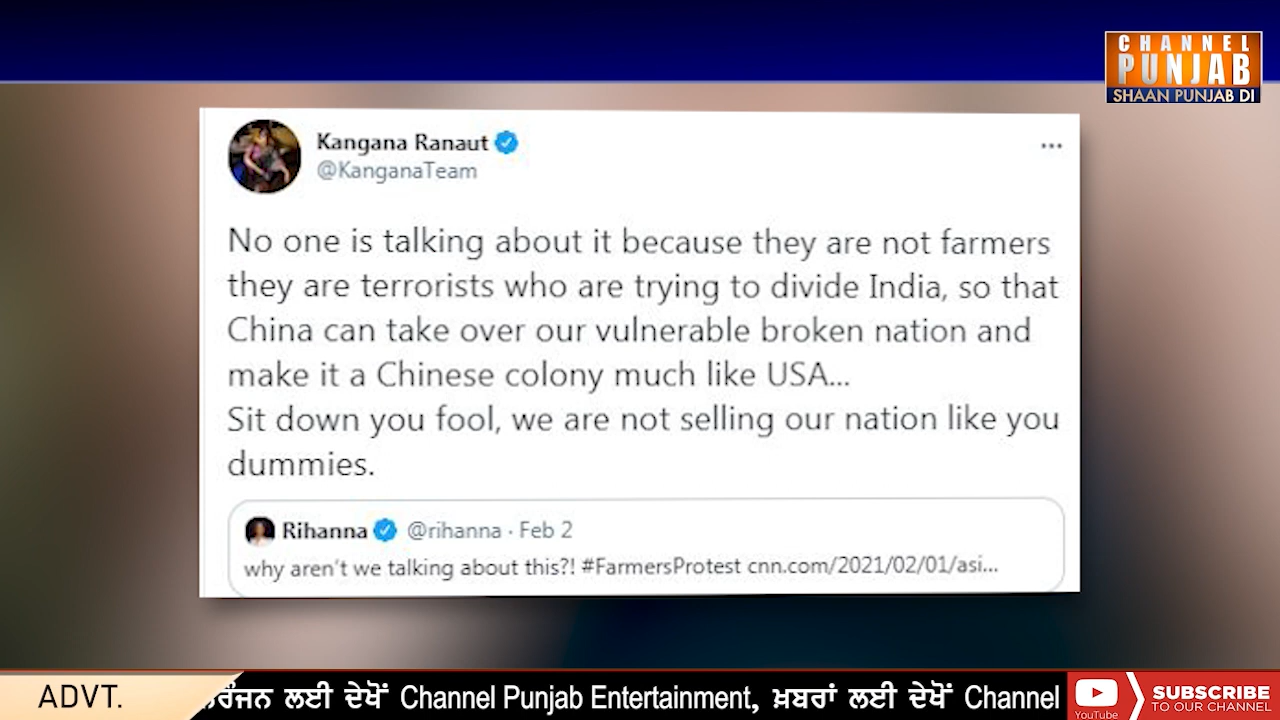 CHANNEL
PUNJAB
SHAAN PUNJAB DI
Kangana Ranaut
@KanganaTeam
No one is talking about it because they are not farmers
they are terrorists who are trying to divide India, so that
China can take over our vulnerable broken nation and
make it a Chinese colony much like USA...
Sit down you fool, we are not selling our nation like you
dummies.
Rihanna @rihanna · Feb 2
why aren't we talking about this?! #FarmersProtest cnn.com/2021/02/01/asi...
ADVT.
ਲਈ ਦੇਖੋਂ Channel Punjab Entertainment, ਖ਼ਬਰਾਂ ਲਈ ਦੇਖੋਂ Channel
YouTube
SUBSCRIBE
TO OUR CHANNEL